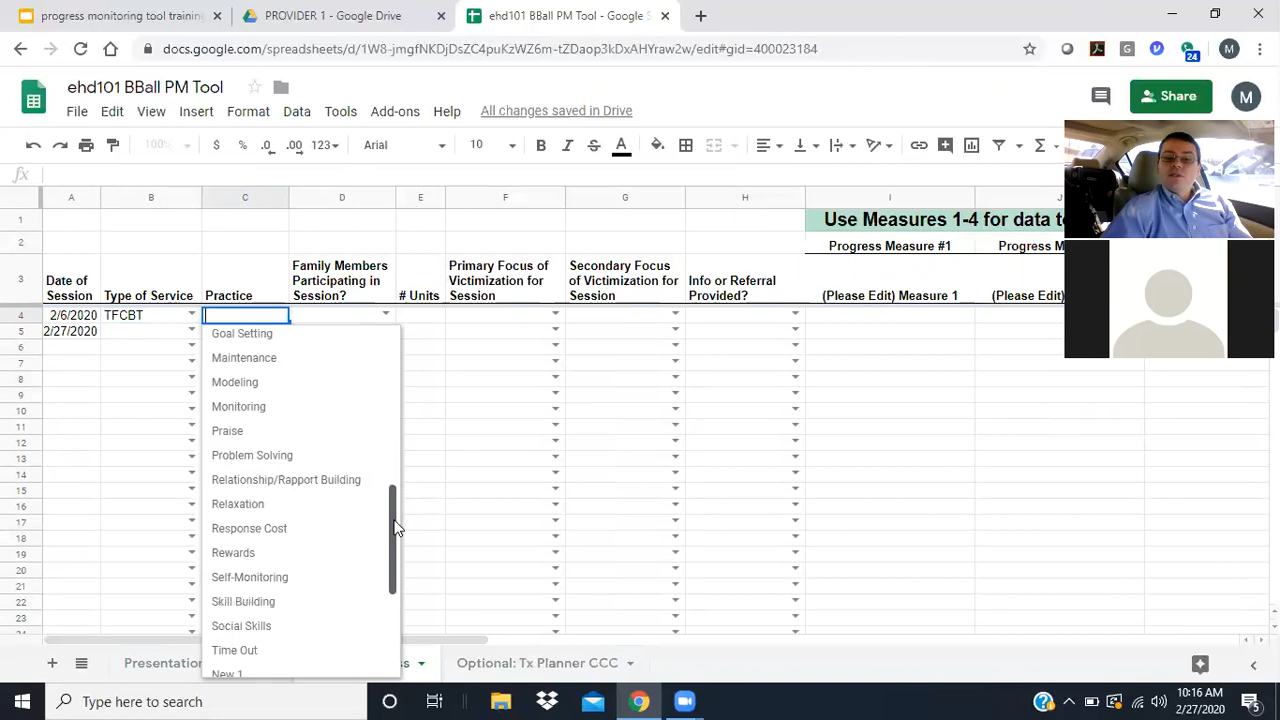 progress monitoring tool training
PROVIDER 1 - Google Drive
ehd101 BBall PM Tool - Google S
docs.google.com/spreadsheets/d/1W8-jmgfNKDjDsZC4puKzWZ6m-tZDaop3kDxAHYraw2w/edit#gid=400023184
24
M
ehd101 BBall PM Tool
File Edit View Insert Format Data Tools Add-ons Help All changes saved in Drive
Share
M
100% $ % .0 .00 123 Arial 10 B I S A
fx
A B C D E F G H I J
1 Use Measures 1-4 for data to
2 Progress Measure #1 Progress M
3 Date of Session Type of Service Practice Family Members Participating in Session? # Units Primary Focus of Victimization for Session Secondary Focus of Victimization for Session Info or Referral Provided? (Please Edit) Measure 1 (Please Edit)
4 2/6/2020 TFCBT
5 2/27/2020
6
7
8
9
10
11
12
13
14
15
16
17
18
19
20
21
22
23
Goal Setting
Maintenance
Modeling
Monitoring
Praise
Problem Solving
Relationship/Rapport Building
Relaxation
Response Cost
Rewards
Self-Monitoring
Skill Building
Social Skills
Time Out
New 1
Presentation
Optional: Tx Planner CCC
Type here to search
10:16 AM
2/27/2020
5